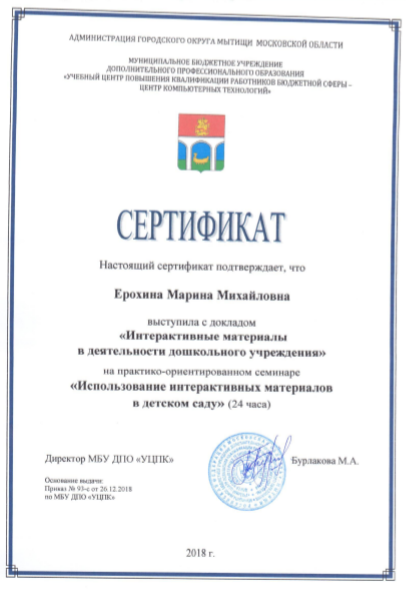 АДМИНИСТРАЦИЯ ГОРОДСКОГО ОКРУГА МЫТИЩИ МОСКОВСКОЙ ОБЛАСТИ
МУНИЦИПАЛЬНОЕ БЮДЖЕТНОЕ УЧРЕЖДЕНИЕ
ДОПОЛНИТЕЛЬНОГО ПРОФЕССИОНАЛЬНОГО ОБРАЗОВАНИЯ
«УЧЕБНЫЙ ЦЕНТР ПОВЫШЕНИЯ КВАЛИФИКАЦИИ РАБОТНИКОВ БЮДЖЕТНОЙ СФЕРЫ –
ЦЕНТР КОМПЬЮТЕРНЫХ ТЕХНОЛОГИЙ»
СЕРТИФИКАТ
Настоящий сертификат подтверждает, что
Ерохина Марина Михайловна
выступила с докладом
«Интерактивные материалы
в деятельности дошкольного учреждения»
на практико-ориентированном семинаре
«Использование интерактивных материалов
в детском саду» (24 часа)
Директор МБУ ДПО «УЦПК»
Бурлакова М.А.
Основание выдачи:
Приказ № 93-с от 26.12.2018
по МБУ ДПО «УЦПК»
2018 г.